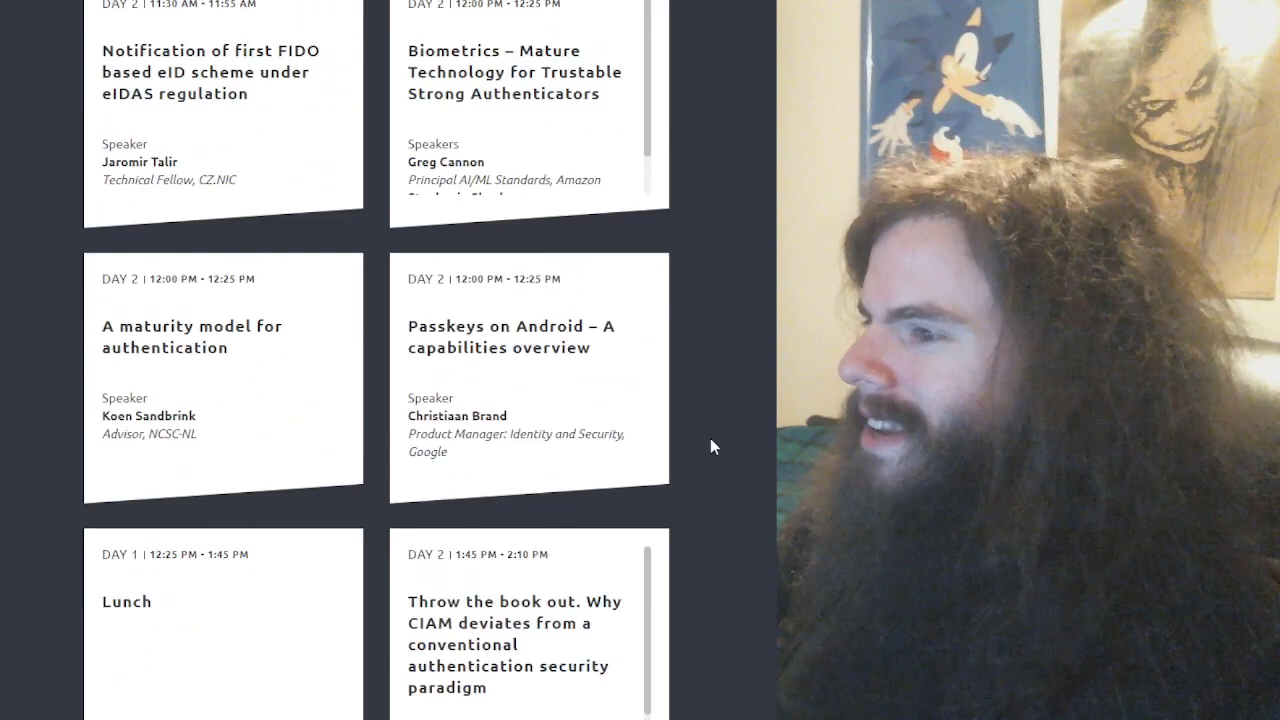 DAY 2 | 11:30 AM - 11:55 AM
Notification of first FIDO
based eID scheme under
eIDAS regulation
Speaker
Jaromir Talir
Technical Fellow, CZ.NIC
DAY 2 | 12:00 PM - 12:25 PM
Biometrics – Mature
Technology for Trustable
Strong Authenticators
Speakers
Greg Cannon
Principal AI/ML Standards, Amazon
DAY 2 | 12:00 PM - 12:25 PM
A maturity model for
authentication
Speaker
Koen Sandbrink
Advisor, NCSC-NL
DAY 2 | 12:00 PM - 12:25 PM
Passkeys on Android – A
capabilities overview
Speaker
Christiaan Brand
Product Manager: Identity and Security,
Google
DAY 1 | 12:25 PM - 1:45 PM
Lunch
DAY 2 | 1:45 PM - 2:10 PM
Throw the book out. Why
CIAM deviates from a
conventional
authentication security
paradigm